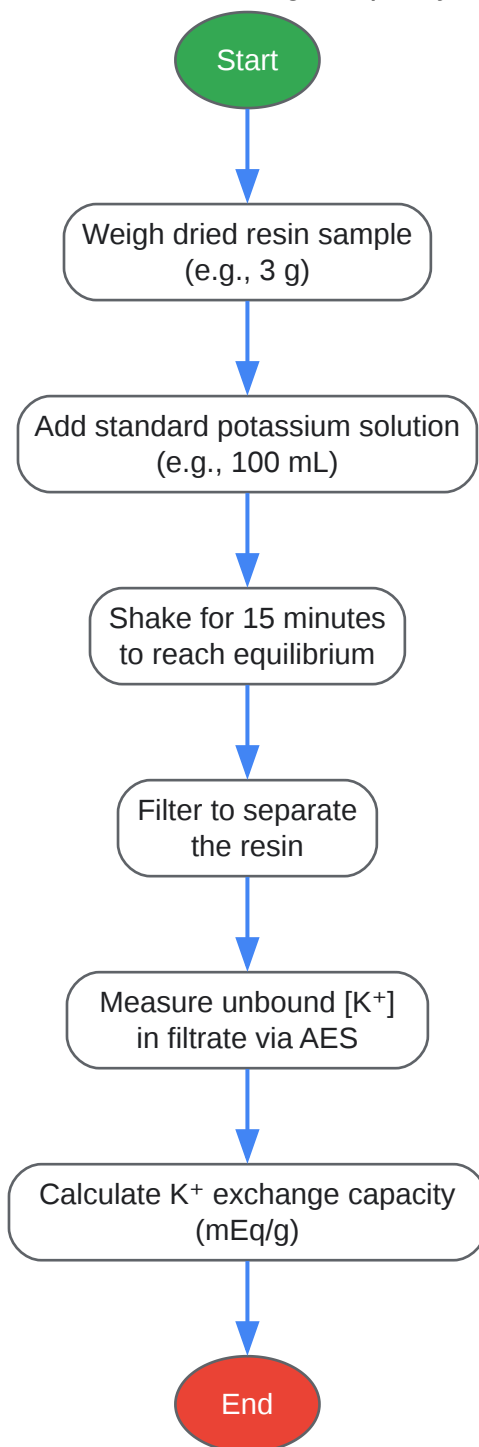 Start
Weigh dried resin sample
(e.g., 3 g)
Add standard potassium solution
(e.g., 100 mL)
Shake for 15 minutes
to reach equilibrium
Filter to separate
the resin
Measure unbound [K⁺]
in filtrate via AES
Calculate K⁺ exchange capacity
(mEq/g)
End